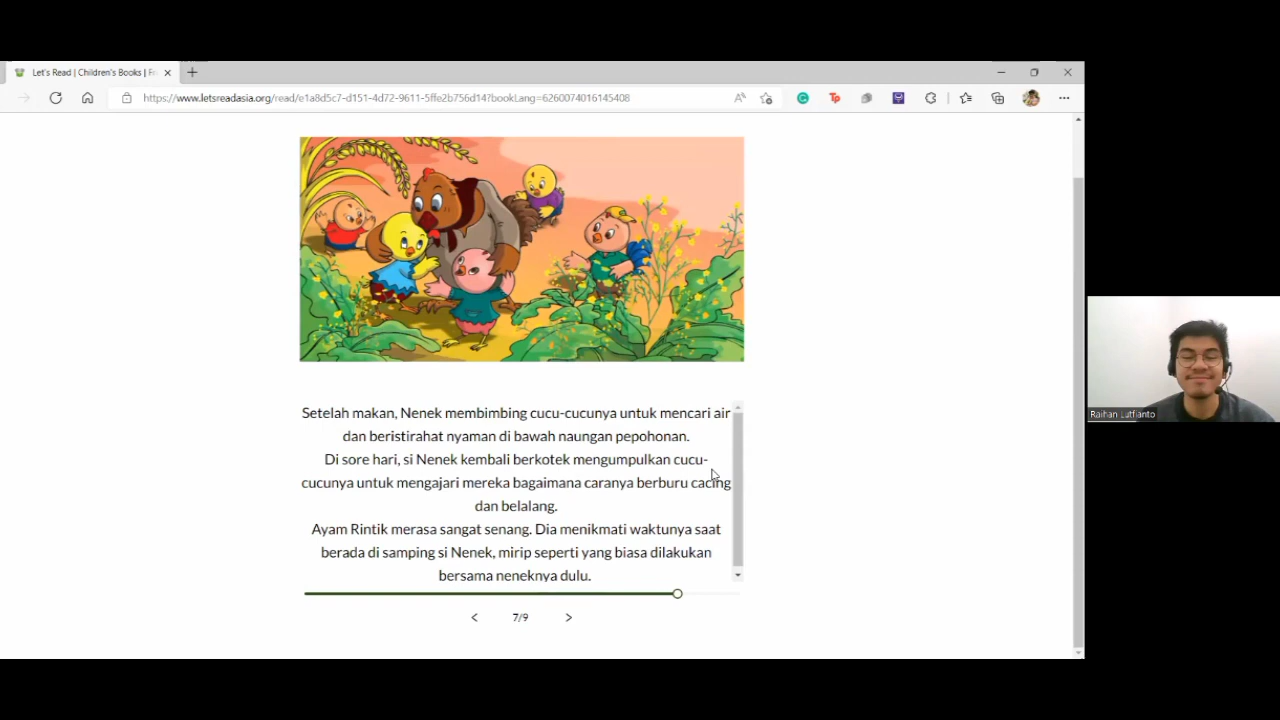 Let's Read | Children's Books | Fr
https://www.letsreadasia.org/read/e1a8d5c7-d151-4d72-9611-5ffe2b756d14?bookLang=6260074016145408
Setelah makan, Nenek membimbing cucu-cucunya untuk mencari air
dan beristirahat nyaman di bawah naungan pepohonan.
Di sore hari, si Nenek kembali berkotek mengumpulkan cucu-
cucunya untuk mengajari mereka bagaimana caranya berburu cacing
dan belalang.
Ayam Rintik merasa sangat senang. Dia menikmati waktunya saat
berada di samping si Nenek, mirip seperti yang biasa dilakukan
bersama neneknya dulu.
7/9
Raihan Lutfianto